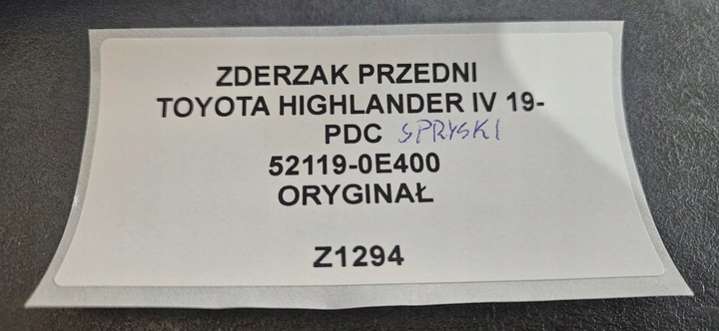 ZDERZAK PRZEDNI
TOYOTA HIGHLANDER IV 19-
PDC SPRYSKI
52119-0E400
ORYGINAŁ
Z1294